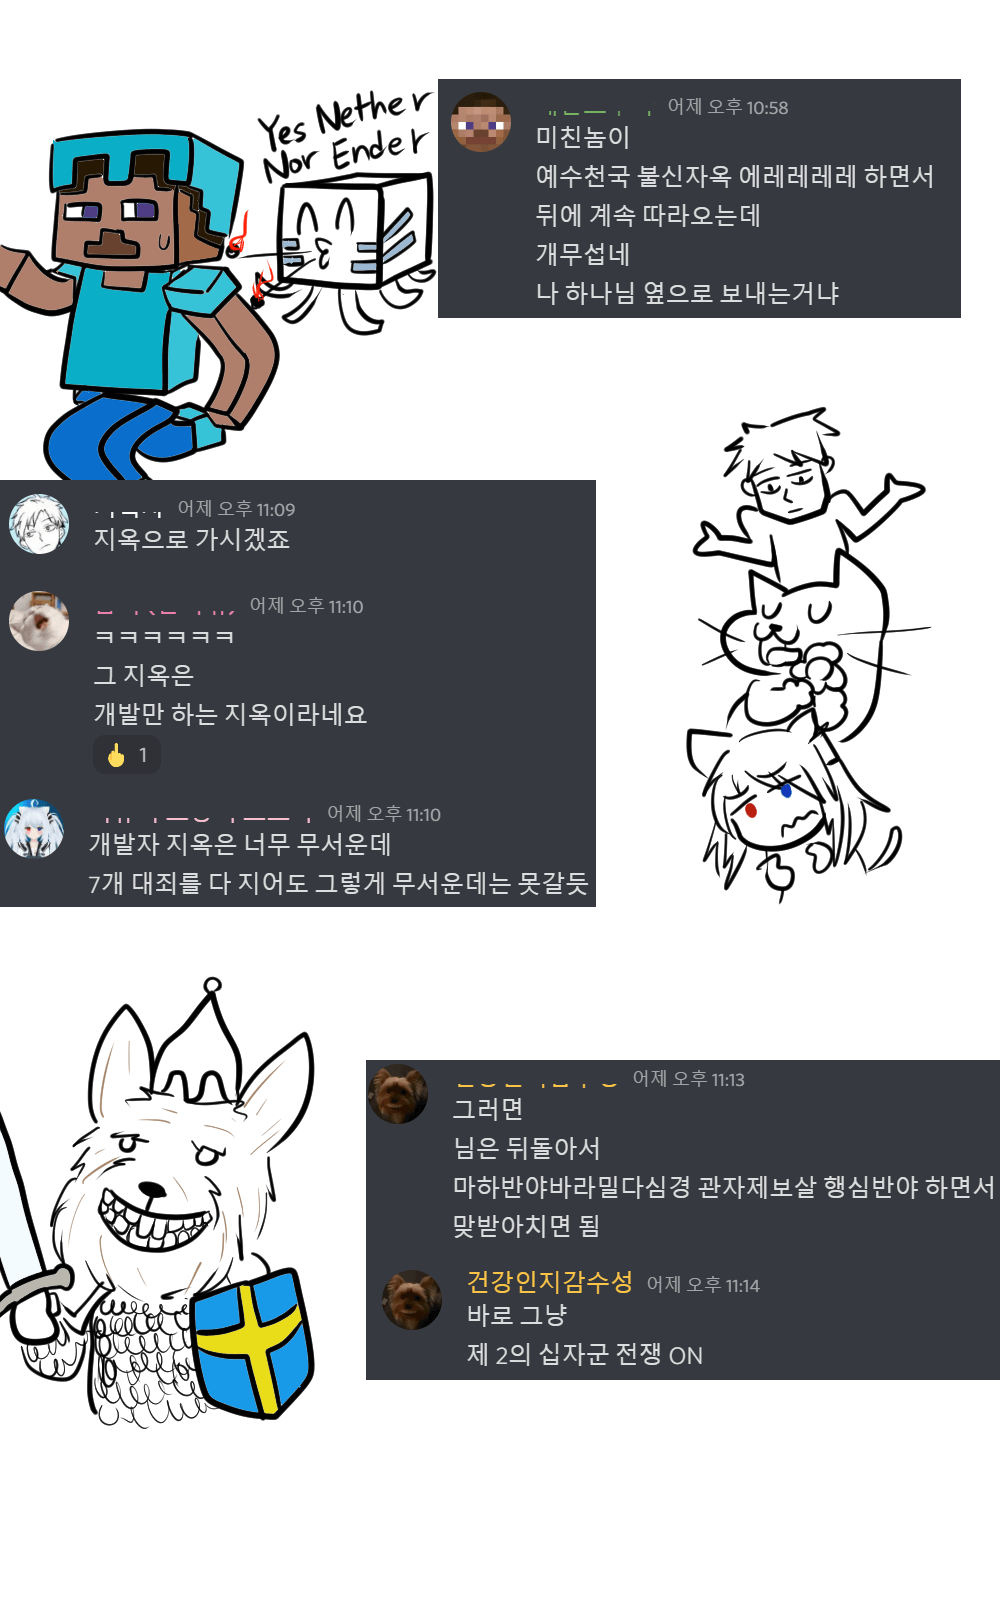 Yes Nether
Nor Ender
어제 오후 10:58
미친놈이
예수천국 불신자옥 에레레레레 하면서
뒤에 계속 따라오는데
개무섭네
나 하나님 옆으로 보내는거냐
어제 오후 11:09
지옥으로 가시겠죠
어제 오후 11:10
ㅋㅋㅋㅋㅋㅋ
그 지옥은
개발만 하는 지옥이라네요
1
어제 오후 11:10
개발자 지옥은 너무 무서운데
7개 대죄를 다 지어도 그렇게 무서운데는 못갈듯
어제 오후 11:13
그러면
님은 뒤돌아서
마하반야바라밀다심경 관자제보살 행심반야 하면서
맞받아치면 됨
건강인지감수성 어제 오후 11:14
바로 그냥
제 2의 십자군 전쟁 ON